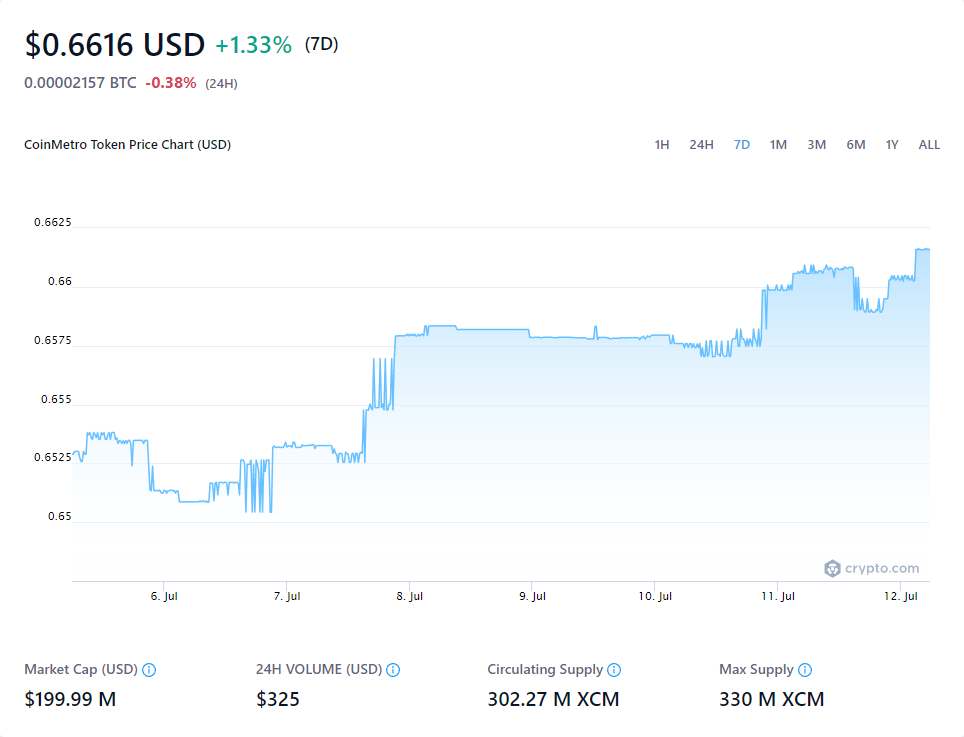 $0.6616 USD +1.33% (7D)
0.00002157 BTC -0.38% (24H)
CoinMetro Token Price Chart (USD) 1H 24H 7D 1M 3M 6M 1Y ALL
0.6625
0.66
0.6575
0.655
0.6525
0.65
crypto.com
6. Jul 7. Jul 8. Jul 9. Jul 10. Jul 11. Jul 12. Jul
Market Cap (USD) 24H VOLUME (USD) Circulating Supply Max Supply
$199.99 M $325 302.27 M XCM 330 M XCM